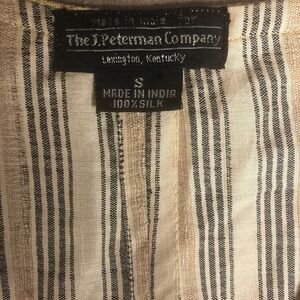 made in india for
The J. Peterman Company
Lexington, Kentucky
S
MADE IN INDIA
100% SILK